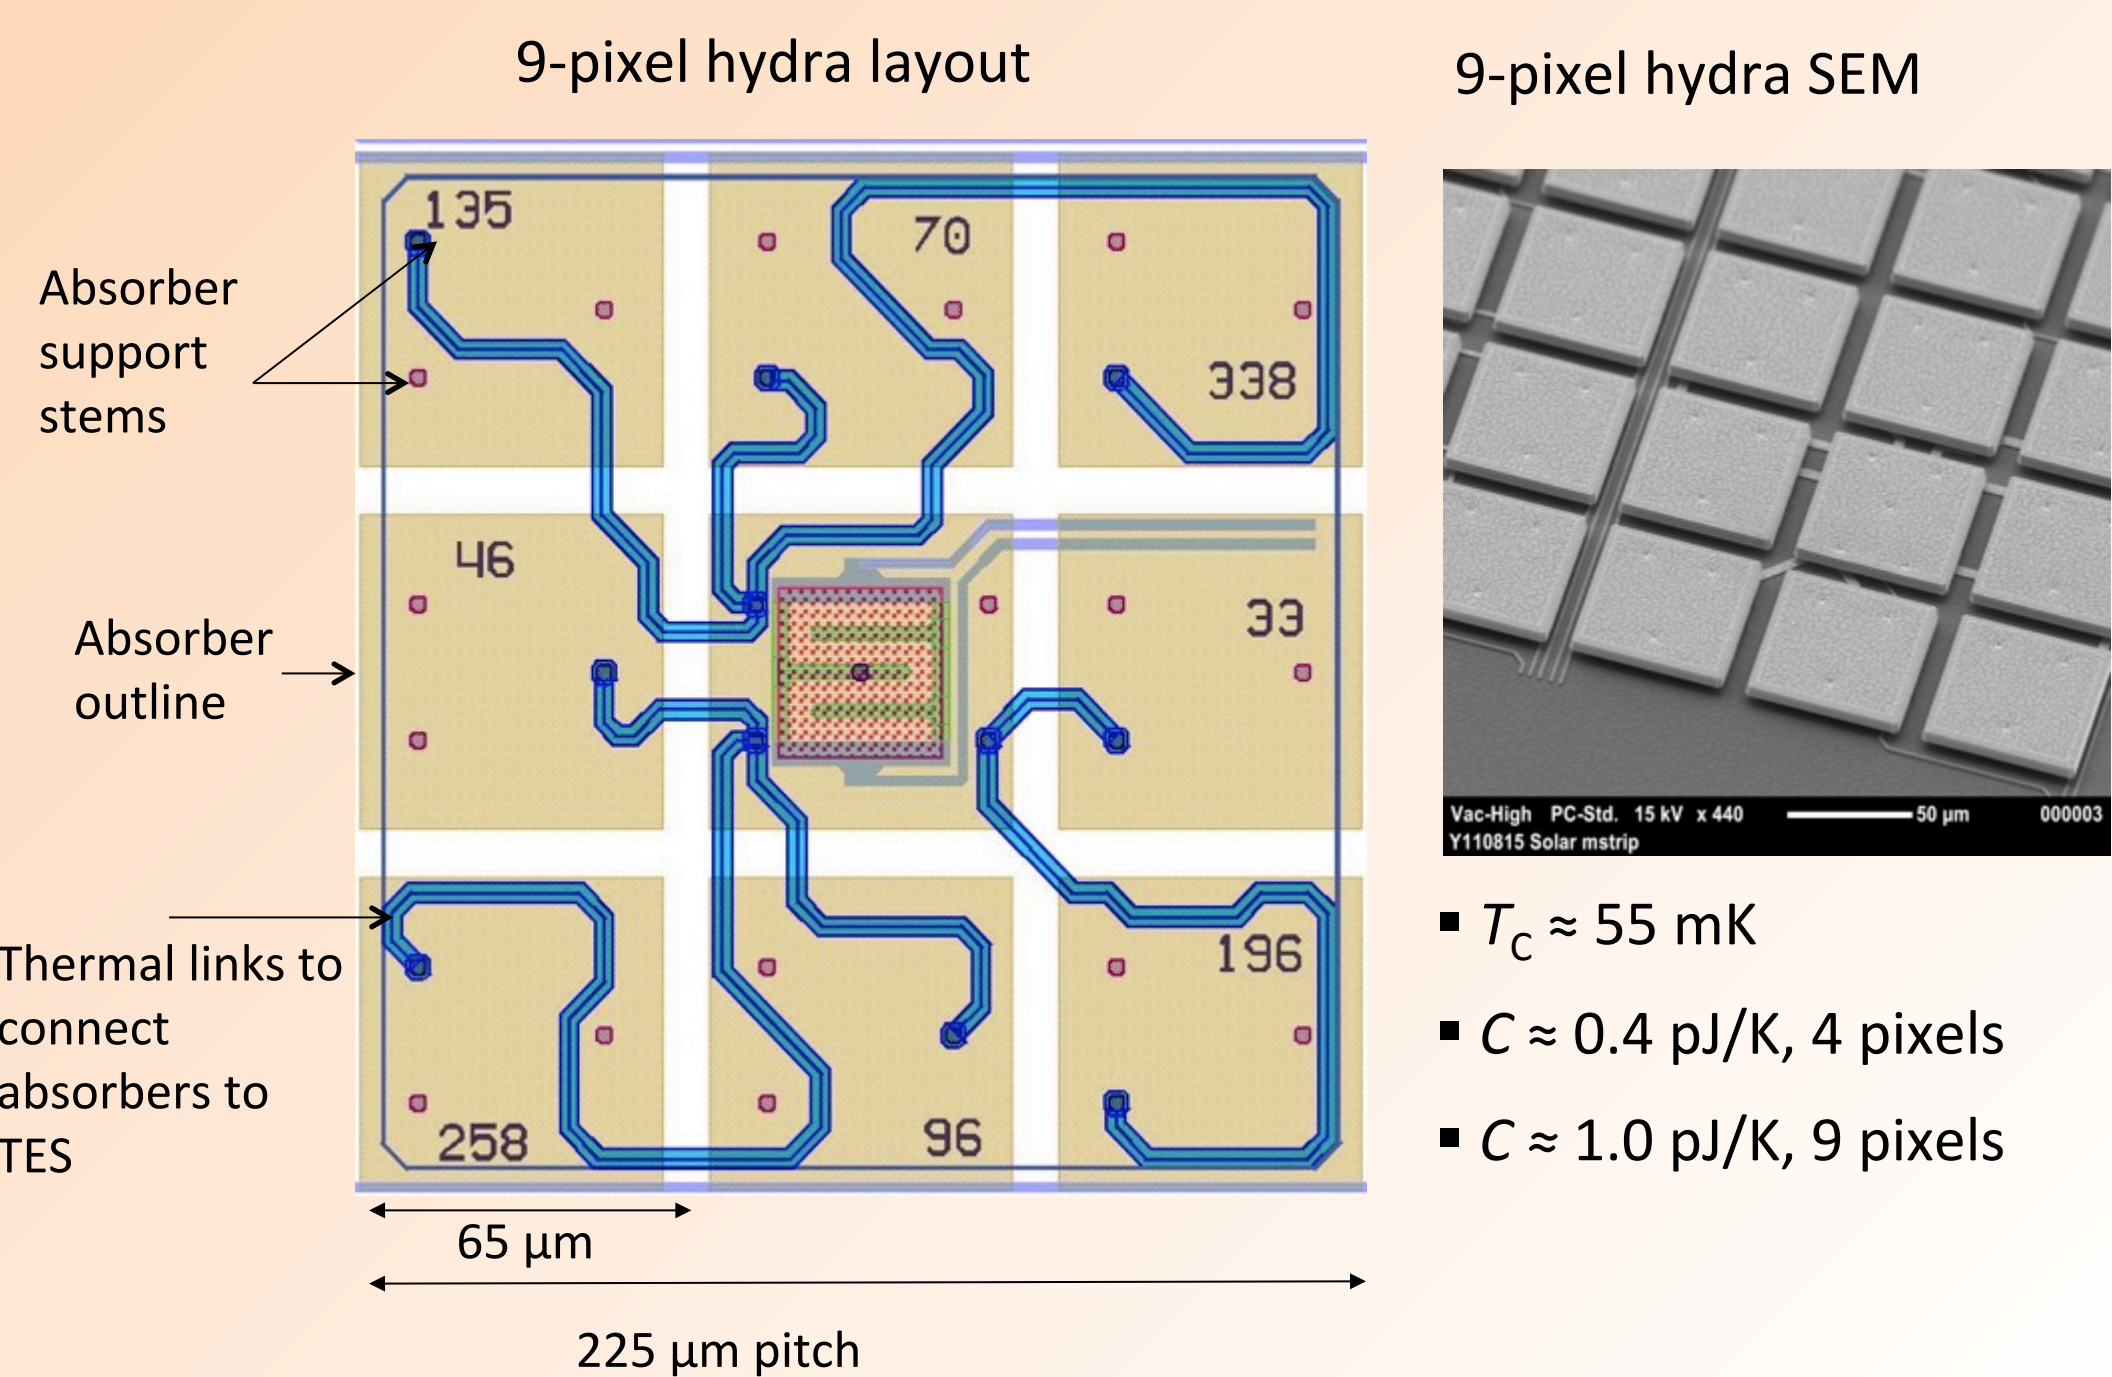 9-pixel hydra layout
9-pixel hydra SEM
Absorber
support
stems
Absorber
outline
Thermal links to
connect
absorbers to
TES
135
70
338
46
33
258
96
196
65 µm
225 µm pitch
Vac-High PC-Std. 15 kV x 440 50 µm 000003
Y110815 Solar mstrip
▪ TC ≈ 55 mK
▪ C ≈ 0.4 pJ/K, 4 pixels
▪ C ≈ 1.0 pJ/K, 9 pixels